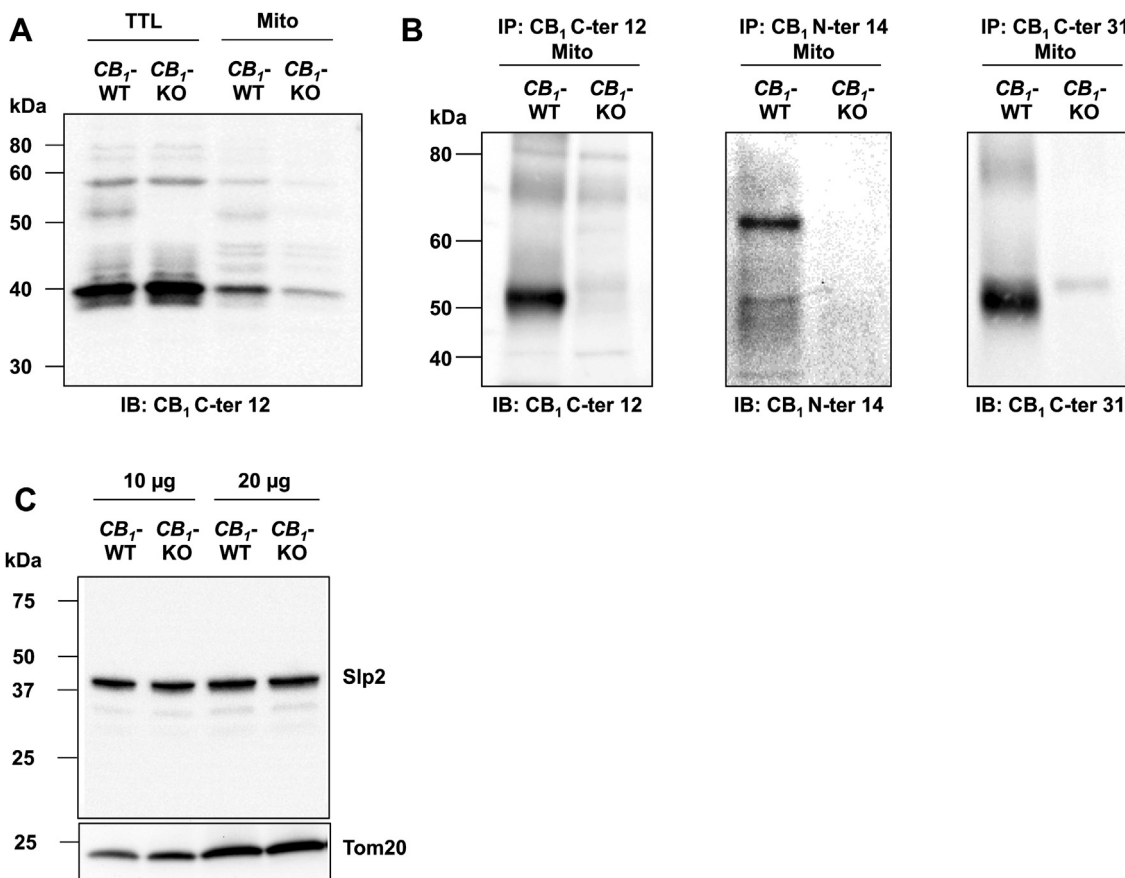 A
TTL Mito
CB₁- CB₁- CB₁- CB₁-
WT KO WT KO
kDa
80
60
50
40
30
IB: CB₁ C-ter 12
B
IP: CB₁ C-ter 12 IP: CB₁ N-ter 14 IP: CB₁ C-ter 31
Mito Mito Mito
CB₁- CB₁- CB₁- CB₁- CB₁- CB₁-
WT KO WT KO WT KO
kDa
80
60
50
40
IB: CB₁ C-ter 12 IB: CB₁ N-ter 14 IB: CB₁ C-ter 31
C
10 µg 20 µg
CB₁- CB₁- CB₁- CB₁-
WT KO WT KO
kDa
75
50
37 Slp2
25
25 Tom20